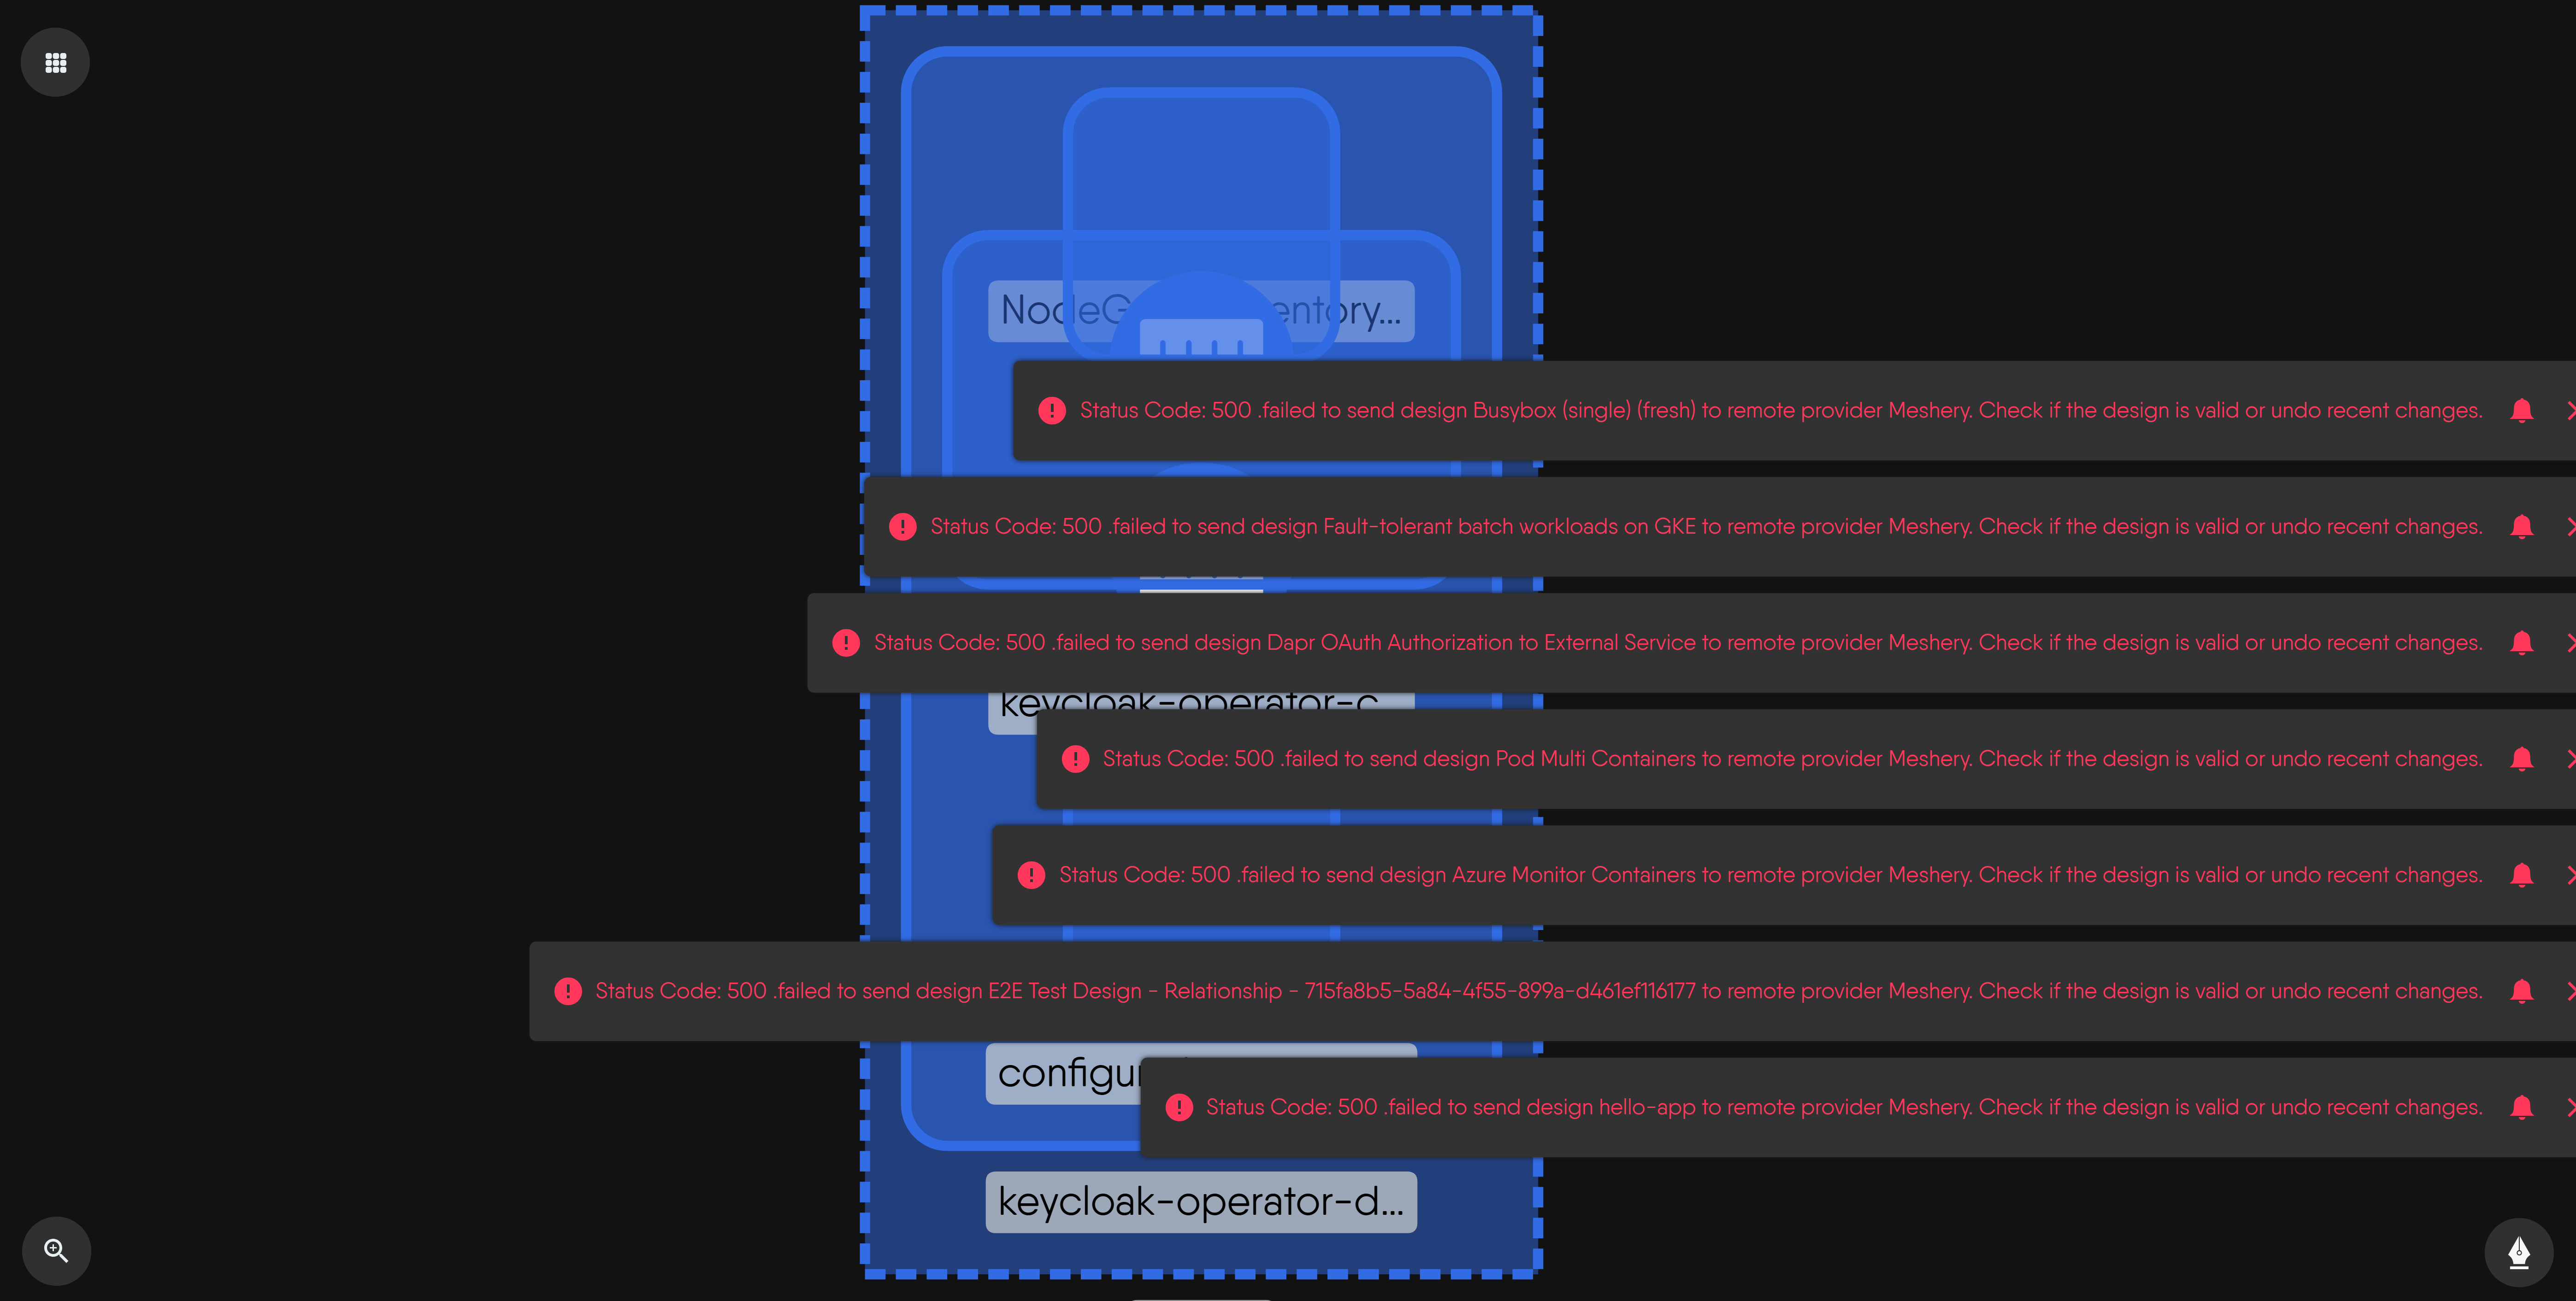 NodeG entory...
Status Code: 500 .failed to send design Busybox (single) (fresh) to remote provider Meshery. Check if the design is valid or undo recent changes.
Status Code: 500 .failed to send design Fault-tolerant batch workloads on GKE to remote provider Meshery. Check if the design is valid or undo recent changes.
Status Code: 500 .failed to send design Dapr OAuth Authorization to External Service to remote provider Meshery. Check if the design is valid or undo recent changes.
keycloak-operator-c
Status Code: 500 .failed to send design Pod Multi Containers to remote provider Meshery. Check if the design is valid or undo recent changes.
Status Code: 500 .failed to send design Azure Monitor Containers to remote provider Meshery. Check if the design is valid or undo recent changes.
Status Code: 500 .failed to send design E2E Test Design - Relationship - 715fa8b5-5a84-4f55-899a-d461ef116177 to remote provider Meshery. Check if the design is valid or undo recent changes.
configur
Status Code: 500 .failed to send design hello-app to remote provider Meshery. Check if the design is valid or undo recent changes.
keycloak-operator-d...